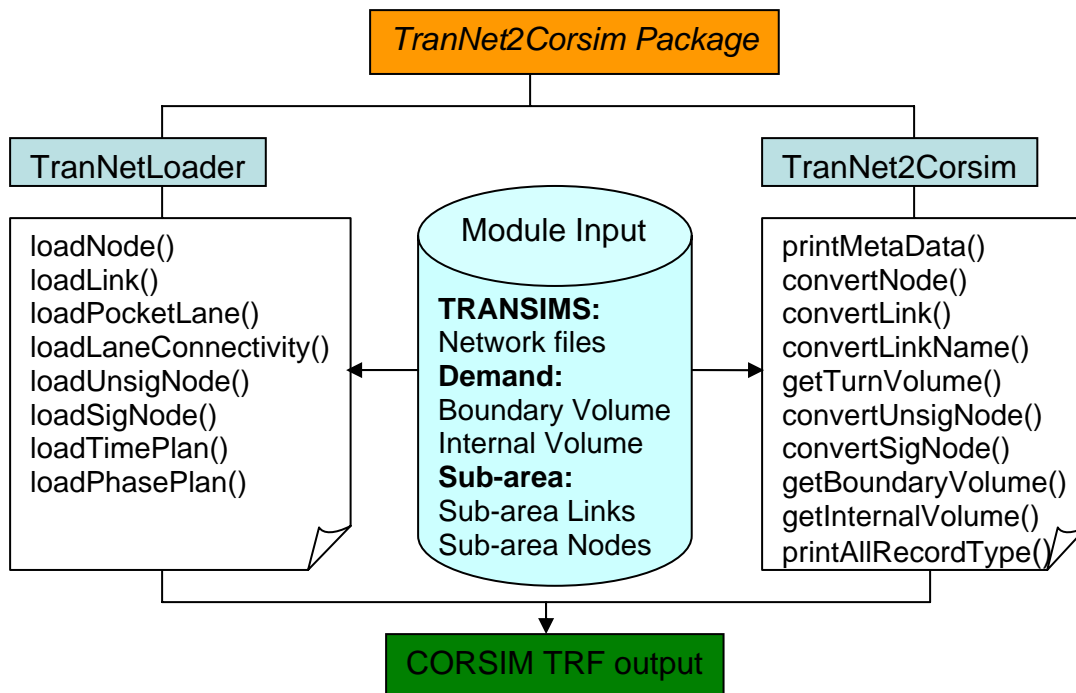 TranNet2Corsim Package
TranNetLoader
loadNode()
loadLink()
loadPocketLane()
loadLaneConnectivity()
loadUnsigNode()
loadSigNode()
loadTimePlan()
loadPhasePlan()
Module Input
TRANSIMS:
Network files
Demand:
Boundary Volume
Internal Volume
Sub-area:
Sub-area Links
Sub-area Nodes
TranNet2Corsim
printMetaData()
convertNode()
convertLink()
convertLinkName()
getTurnVolume()
convertUnsigNode()
convertSigNode()
getBoundaryVolume()
getInternalVolume()
printAllRecordType()
CORSIM TRF output